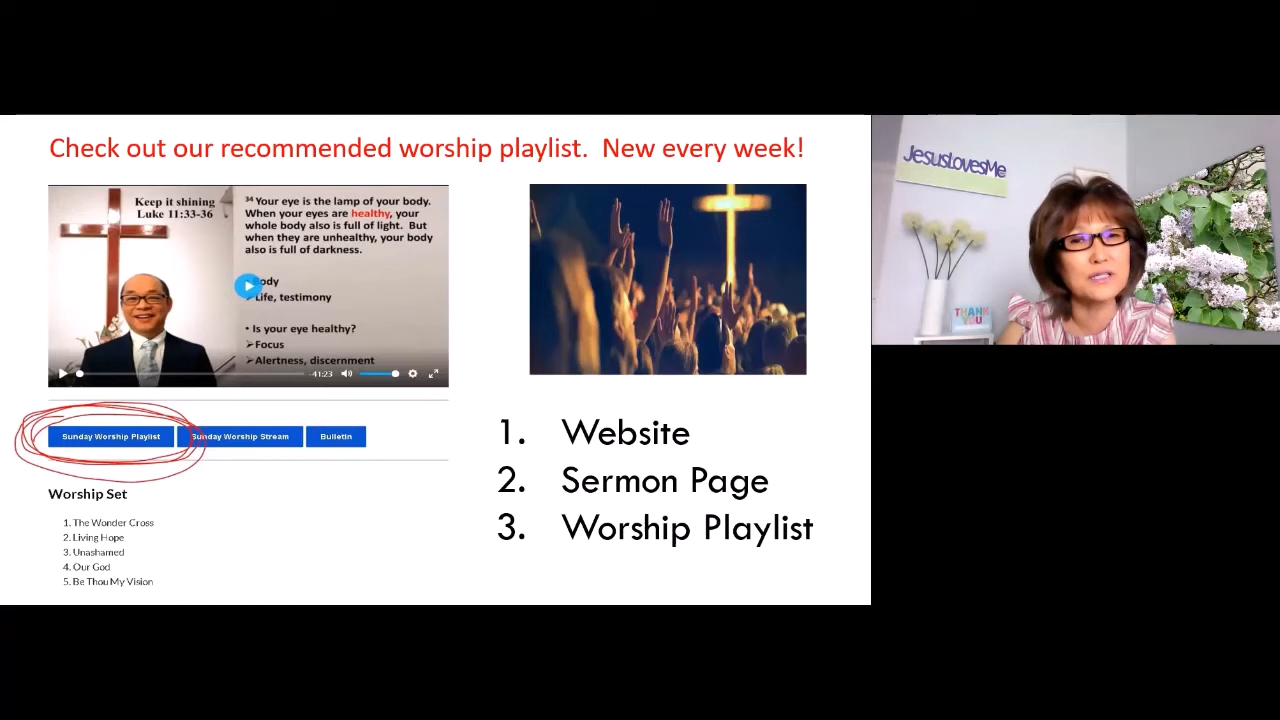 Check out our recommended worship playlist.  New every week!
Keep it shining
Luke 11:33-36
34 Your eye is the lamp of your body.
When your eyes are healthy, your
whole body also is full of light.  But
when they are unhealthy, your body
also is full of darkness.
Life, testimony
• Is your eye healthy?
➢Focus
➢Alertness, discernment
-41:23
Sunday Worship Playlist
Sunday Worship Stream
Bulletin
Worship Set
1. The Wonder Cross
2. Living Hope
3. Unashamed
4. Our God
5. Be Thou My Vision
1. Website
2. Sermon Page
3. Worship Playlist
JesusLovesMe
THANK
YOU